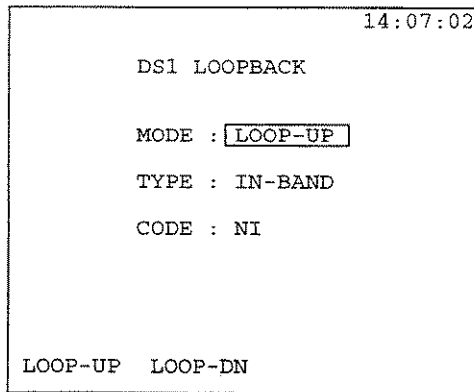 14:07:02
DS1 LOOPBACK
MODE : LOOP-UP
TYPE : IN-BAND
CODE : NI
LOOP-UP LOOP-DN